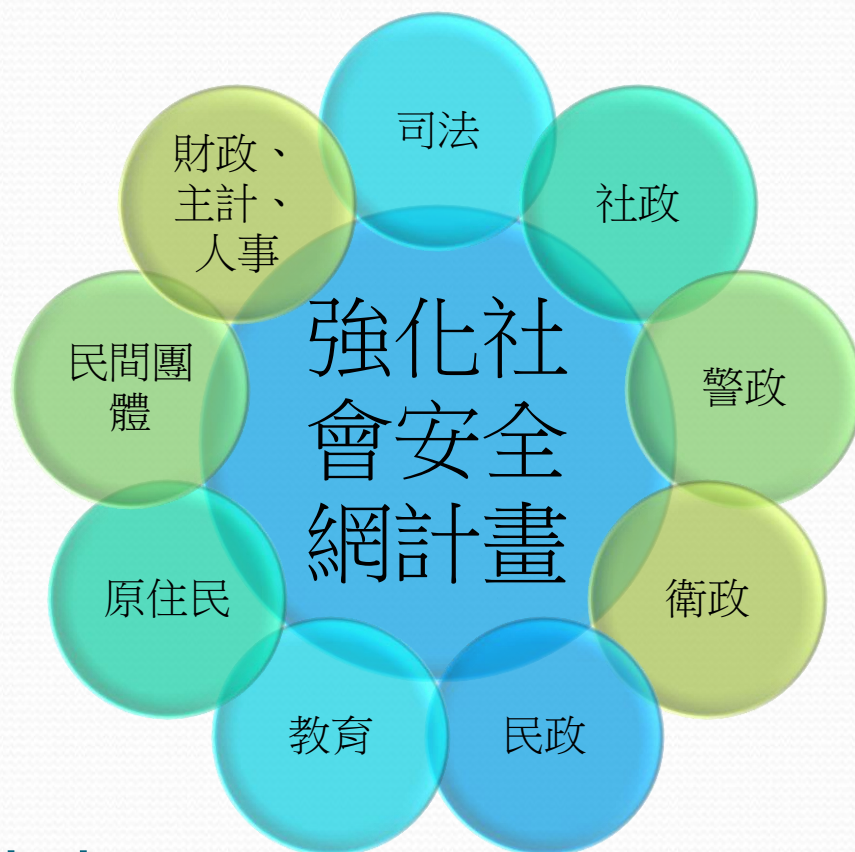 司法
社政
警政
衛政
民政
教育
原住民
民間團
體
財政、
主計、
人事
強化社
會安全
網計畫